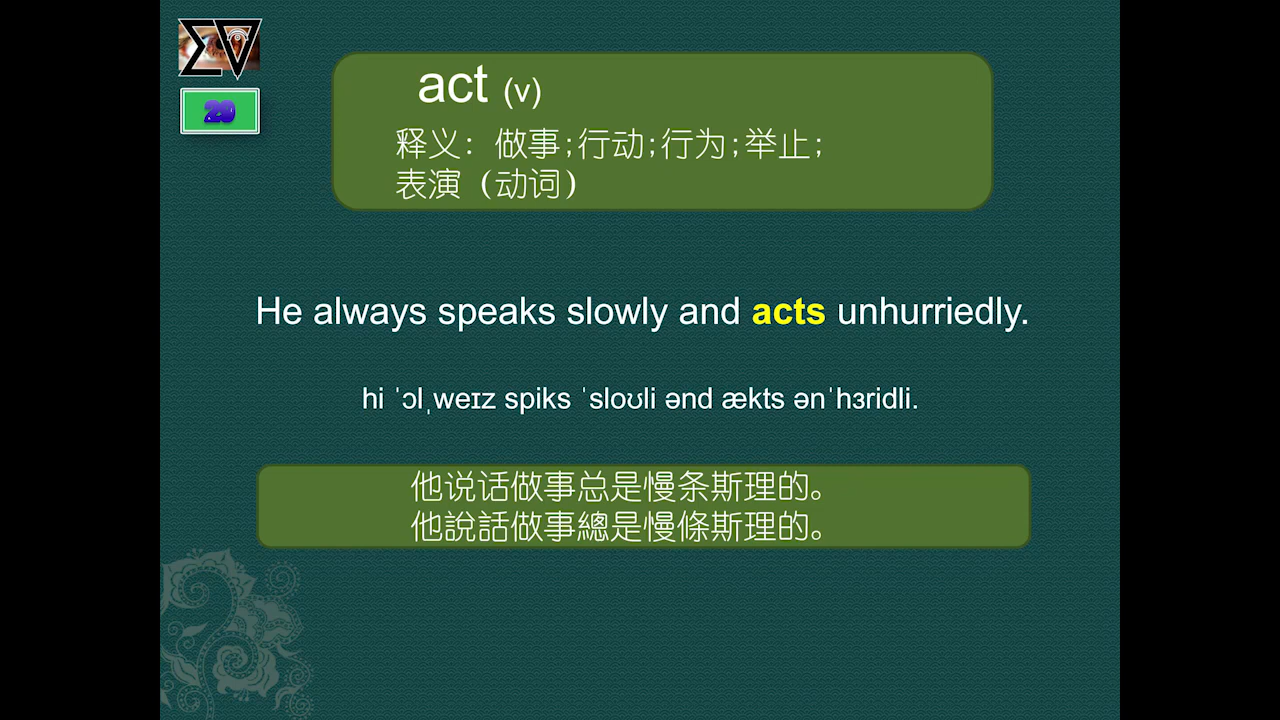 ΣV
20
act (v)
释义：做事;行动;行为;举止;
表演（动词）
He always speaks slowly and acts unhurriedly.
hi ˈɔlˌweɪz spiks ˈsloʊli ənd ækts ənˈhɜridli.
他说话做事总是慢条斯理的。
他說話做事總是慢條斯理的。